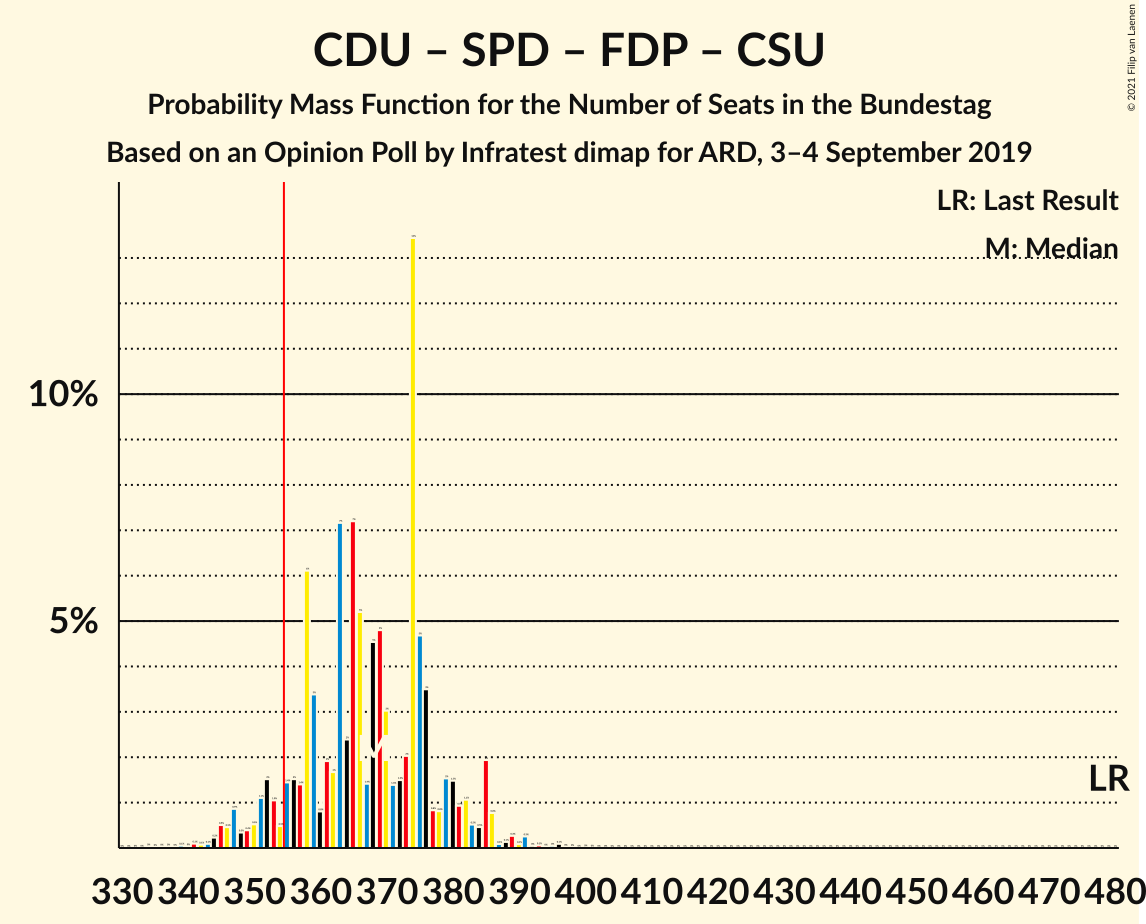 CDU – SPD – FDP – CSU
Probability Mass Function for the Number of Seats in the Bundestag
Based on an Opinion Poll by Infratest dimap for ARD, 3–4 September 2019
© 2021 Filip van Laenen
LR: Last Result
M: Median
10%
5%
M
LR
330 340 350 360 370 380 390 400 410 420 430 440 450 460 470 480